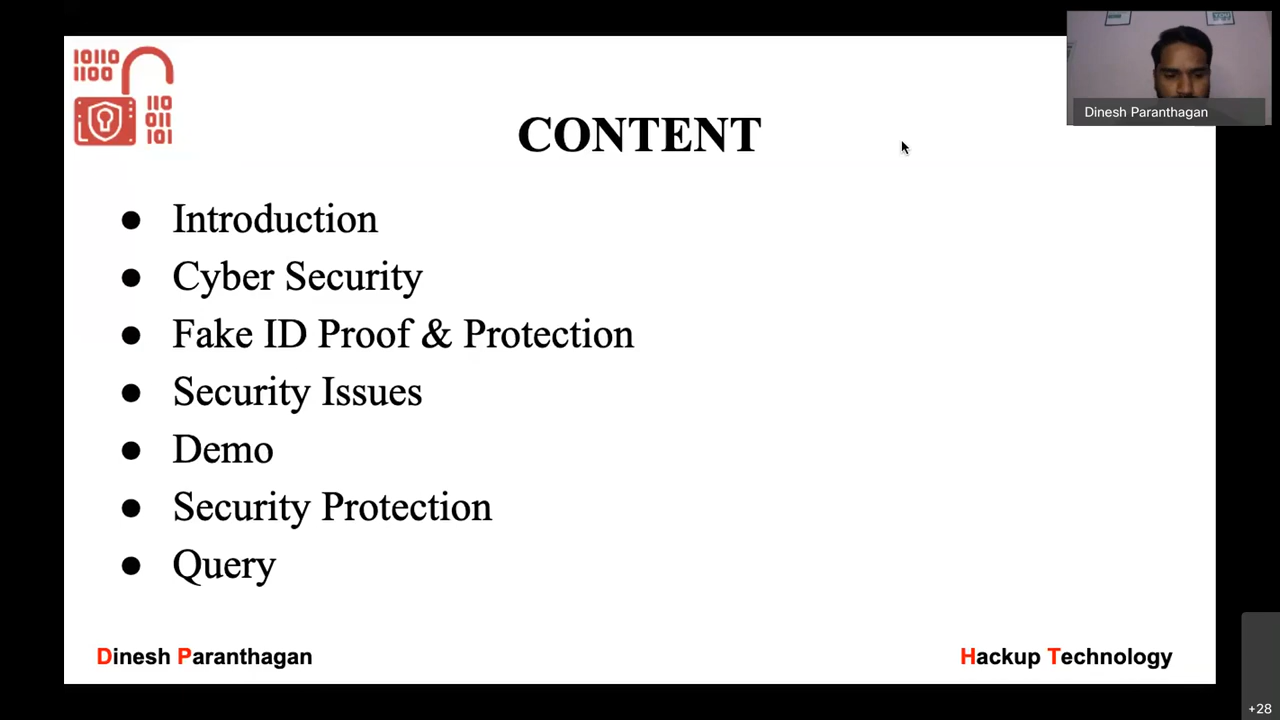 10110
1100
110
011
101
Dinesh Paranthagan
CONTENT
● Introduction
● Cyber Security
● Fake ID Proof & Protection
● Security Issues
● Demo
● Security Protection
● Query
Dinesh Paranthagan
Hackup Technology
+28